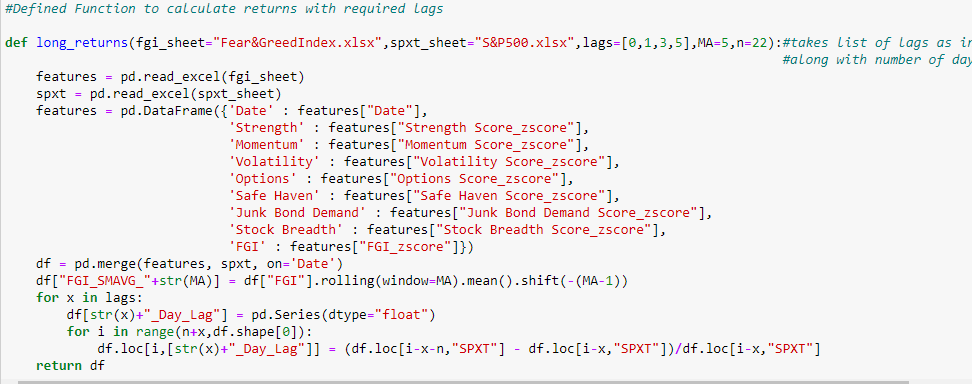 #Defined Function to calculate returns with required lags
def long_returns(fgi_sheet="Fear&GreedIndex.xlsx",spxt_sheet="S&P500.xlsx",lags=[0,1,3,5],MA=5,n=22):#takes list of lags as
#along with number of
    features = pd.read_excel(fgi_sheet)
    spxt = pd.read_excel(spxt_sheet)
    features = pd.DataFrame({'Date' : features["Date"],
                             'Strength' : features["Strength Score_zscore"],
                             'Momentum' : features["Momentum Score_zscore"],
                             'Volatility' : features["Volatility Score_zscore"],
                             'Options' : features["Options Score_zscore"],
                             'Safe Haven' : features["Safe Haven Score_zscore"],
                             'Junk Bond Demand' : features["Junk Bond Demand Score_zscore"],
                             'Stock Breadth' : features["Stock Breadth Score_zscore"],
                             'FGI' : features["FGI_zscore"]})
    df = pd.merge(features, spxt, on='Date')
    df["FGI_SMAVG_"+str(MA)] = df["FGI"].rolling(window=MA).mean().shift(-(MA-1))
    for x in lags:
        df[str(x)+"_Day_Lag"] = pd.Series(dtype="float")
        for i in range(n+x,df.shape[0]):
            df.loc[i,[str(x)+"_Day_Lag"]] = (df.loc[i-x-n,"SPXT"] - df.loc[i-x,"SPXT"])/df.loc[i-x,"SPXT"]
    return df